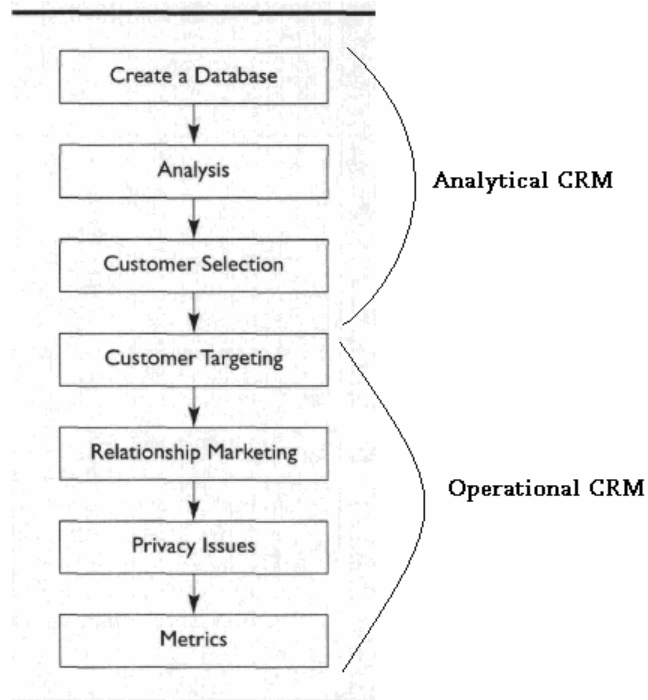 Create a Database
Analysis
Analytical CRM
Customer Selection
Customer Targeting
Relationship Marketing
Operational CRM
Privacy Issues
Metrics